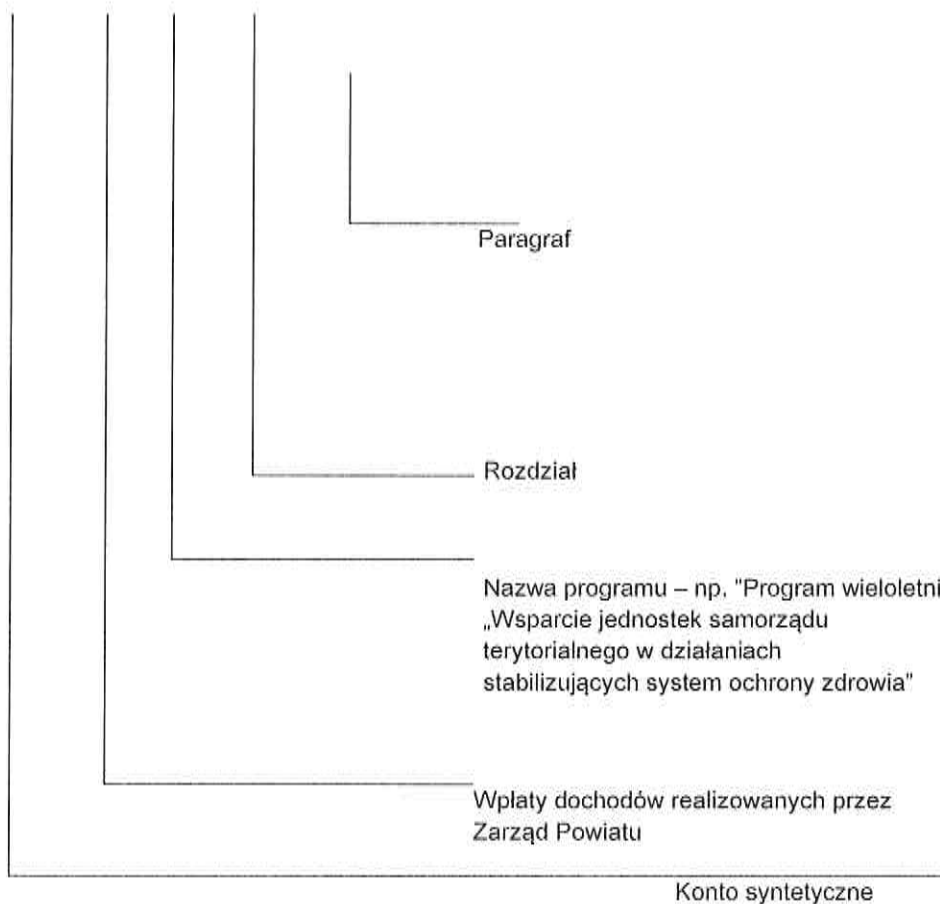 Paragraf
Rozdział
Nazwa programu – np. "Program wieloletni
„Wsparcie jednostek samorządu
terytorialnego w działaniach
stabilizujących system ochrony zdrowia"
Wpłaty dochodów realizowanych przez
Zarząd Powiatu
Konto syntetyczne